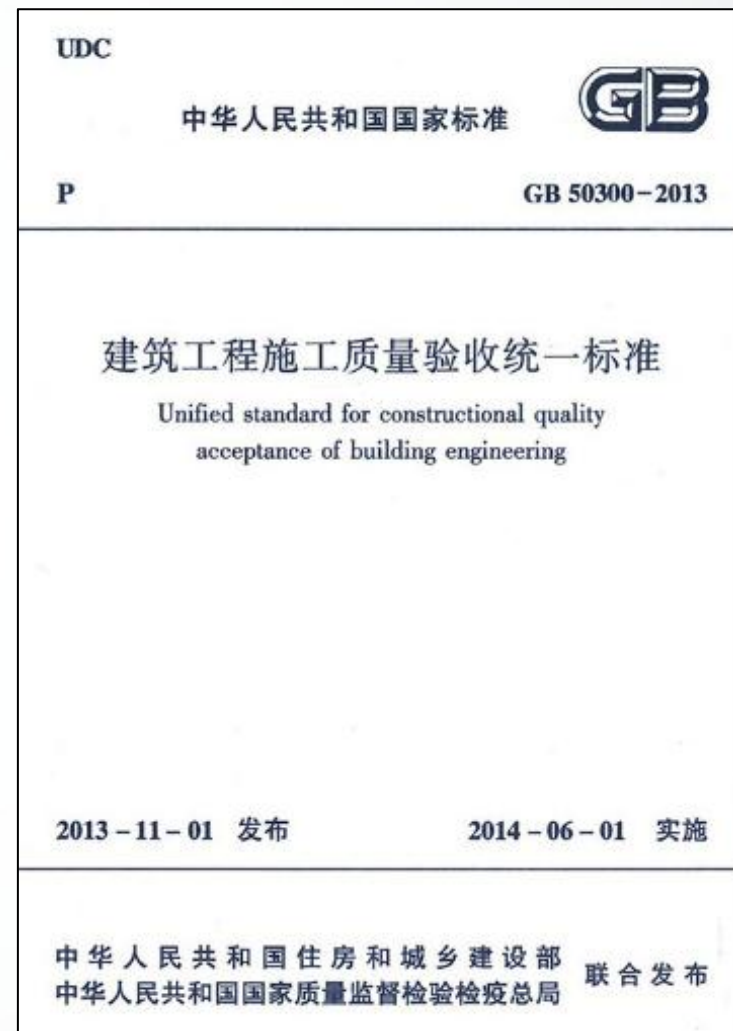 UDC
中华人民共和国国家标准
GB
P
GB 50300-2013
建筑工程施工质量验收统一标准
Unified standard for constructional quality
acceptance of building engineering
2013-11-01 发布
2014-06-01 实施
中华人民共和国住房和城乡建设部
中华人民共和国国家质量监督检验检疫总局
联合发布